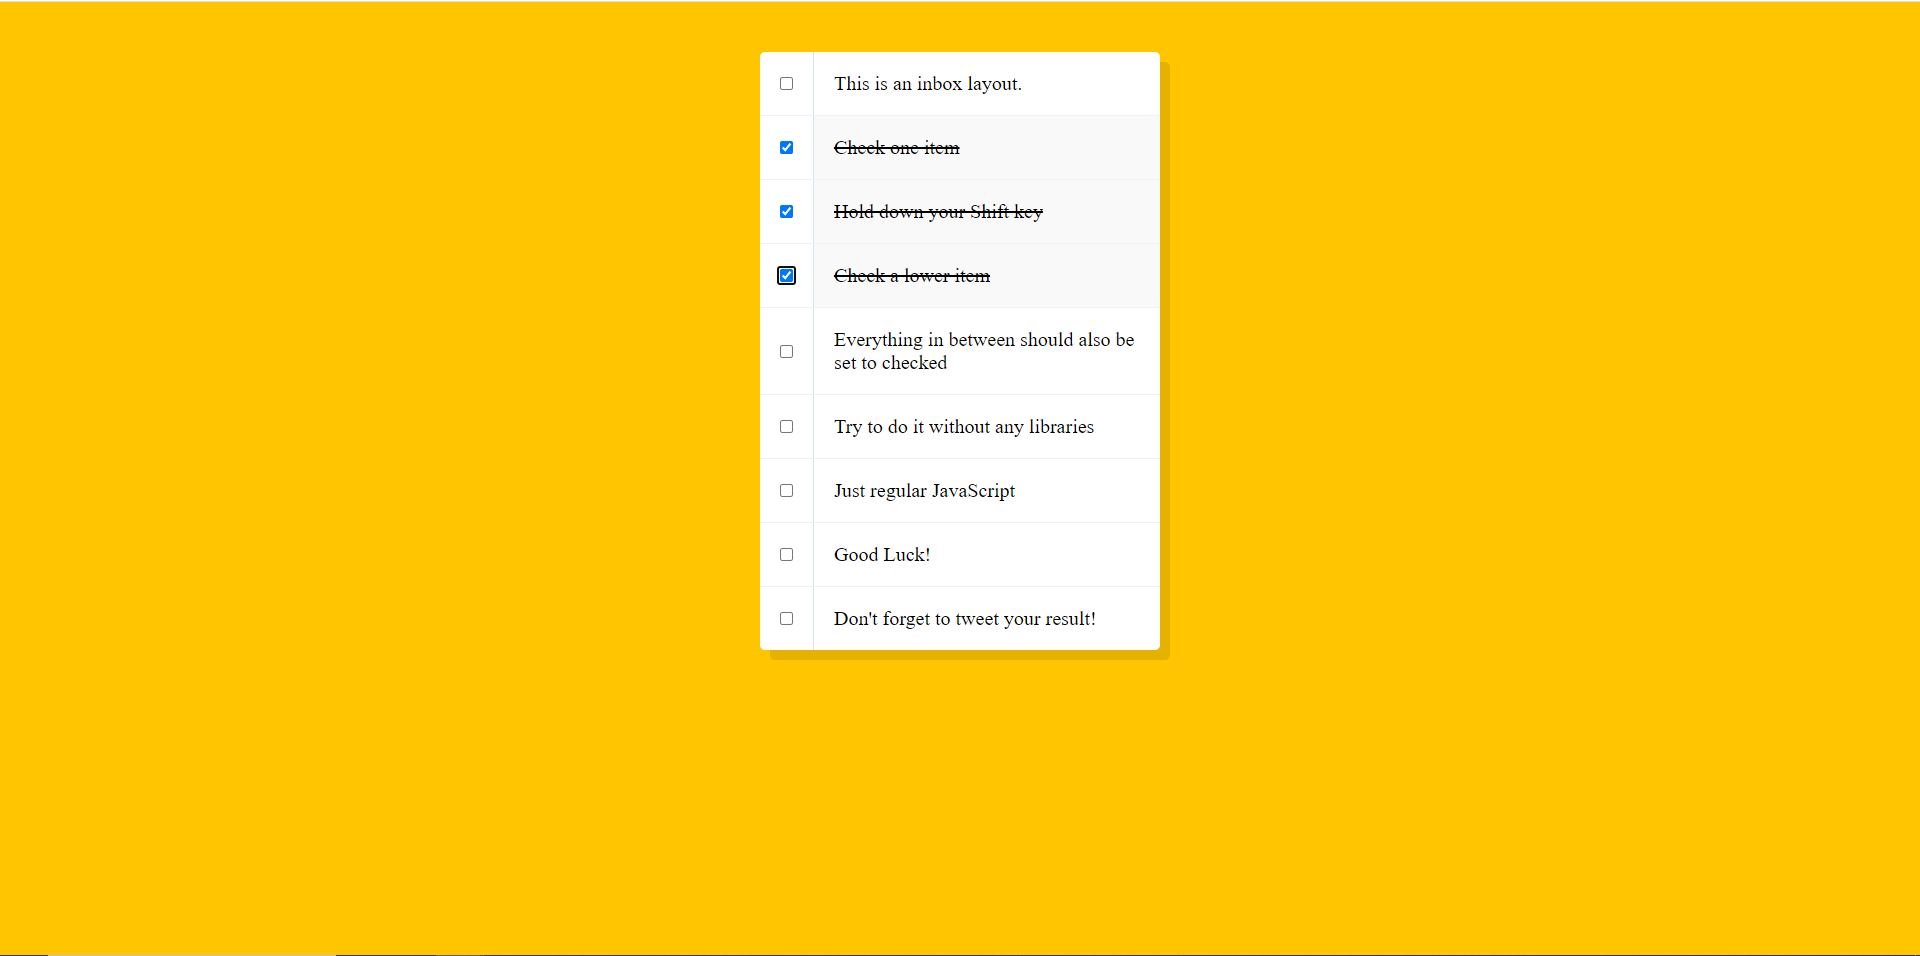 This is an inbox layout.
Check one item
Hold down your Shift key
Check a lower item
Everything in between should also be
set to checked
Try to do it without any libraries
Just regular JavaScript
Good Luck!
Don't forget to tweet your result!